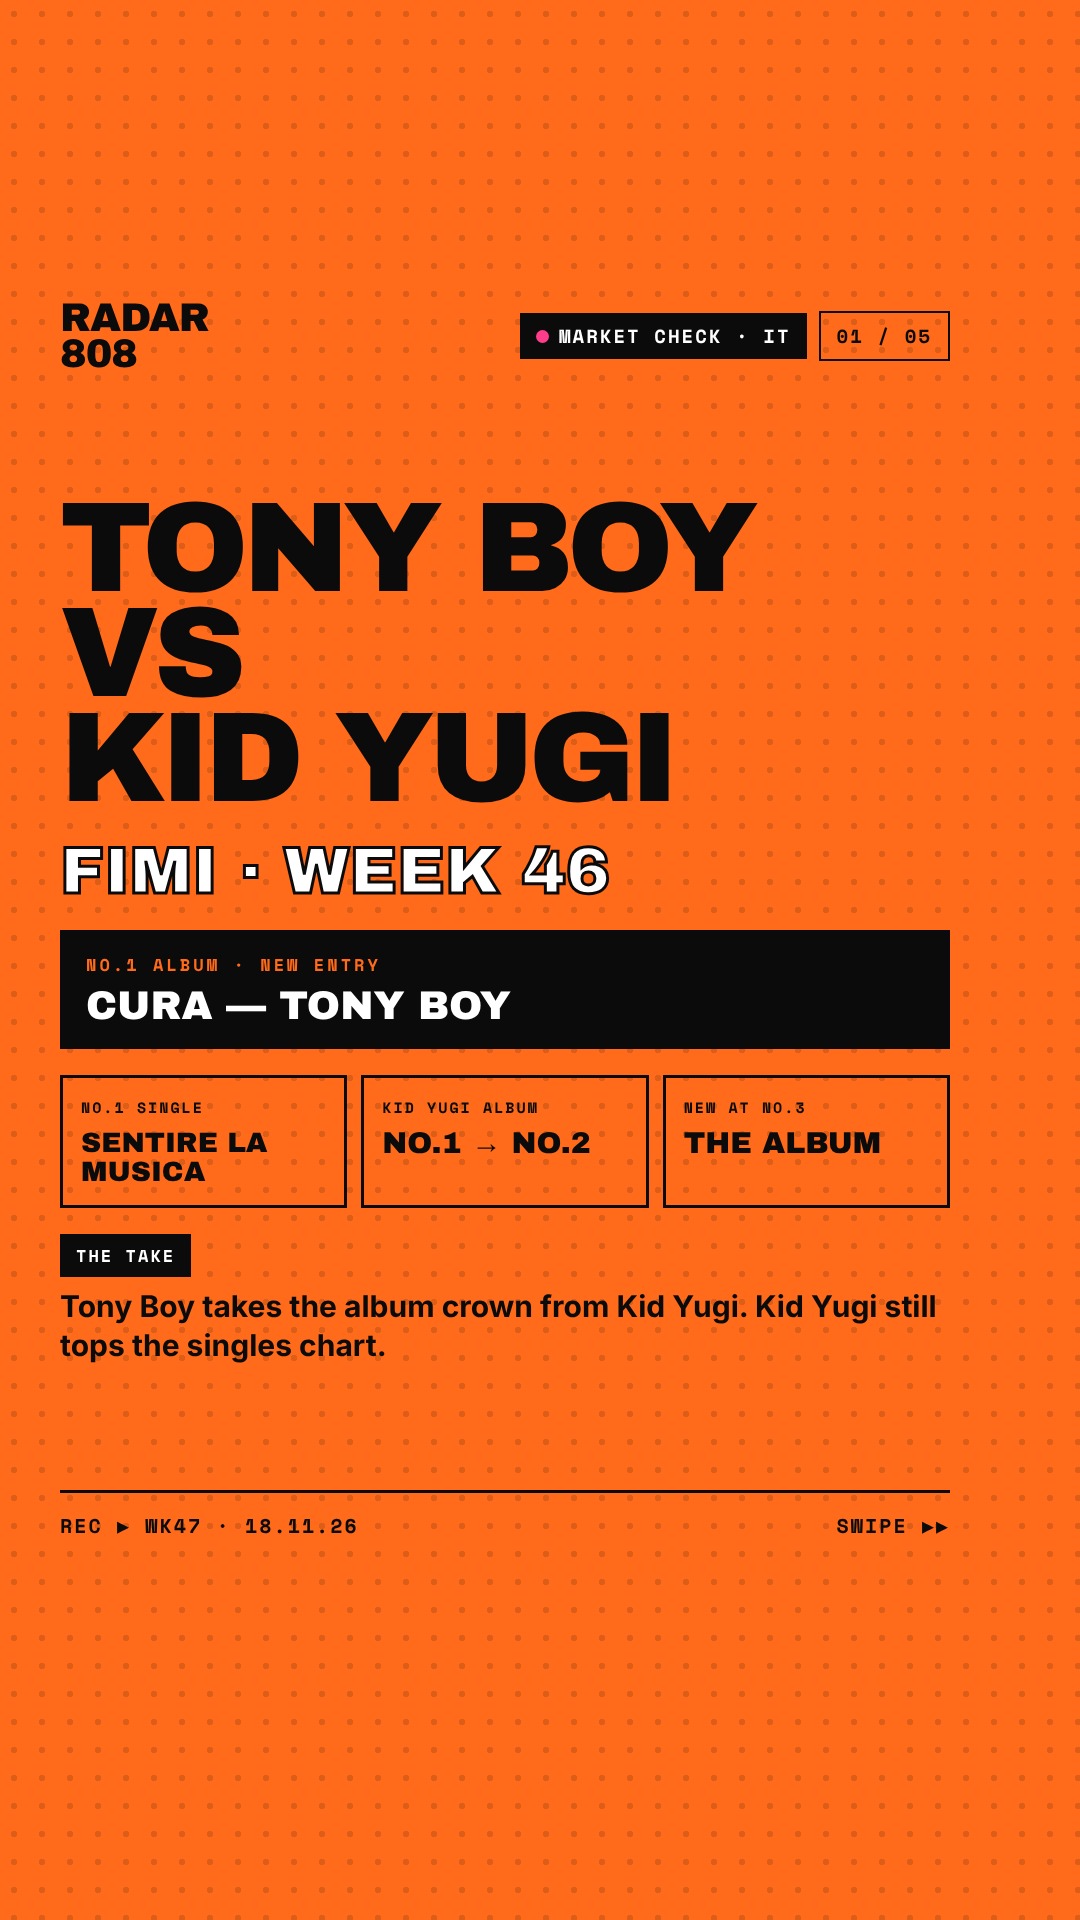 RADAR
808
MARKET CHECK · IT
01 / 05
TONY BOY
VS
KID YUGI
FIMI · WEEK 46
NO.1 ALBUM · NEW ENTRY
CURA — TONY BOY
NO.1 SINGLE
SENTIRE LA
MUSICA
KID YUGI ALBUM
NO.1 → NO.2
NEW AT NO.3
THE ALBUM
THE TAKE
Tony Boy takes the album crown from Kid Yugi. Kid Yugi still
tops the singles chart.
REC ▶ WK47 · 18.11.26
SWIPE ▶▶